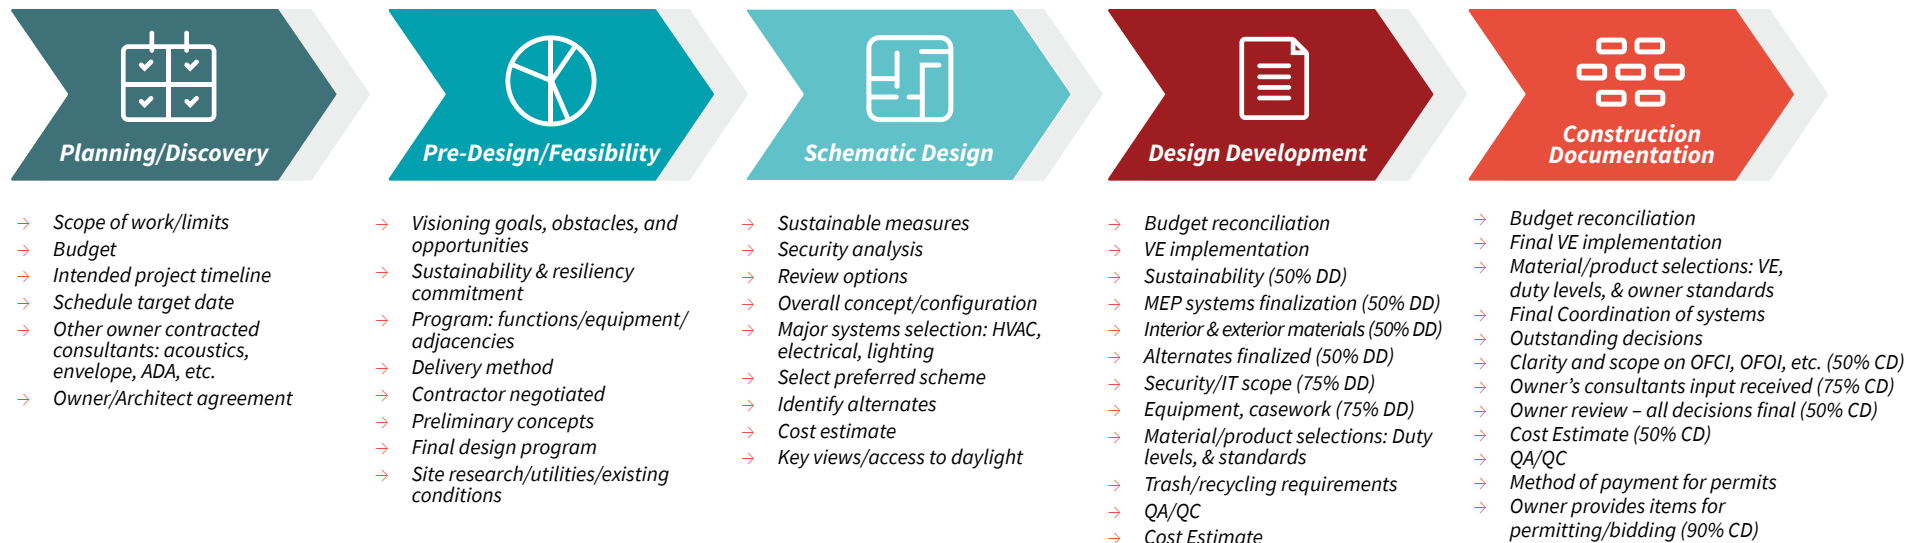 Planning/Discovery
→ Scope of work/limits
→ Budget
→ Intended project timeline
→ Schedule target date
→ Other owner contracted
consultants: acoustics,
envelope, ADA, etc.
→ Owner/Architect agreement
Pre-Design/Feasibility
→ Visioning goals, obstacles, and
opportunities
→ Sustainability & resiliency
commitment
→ Program: functions/equipment/
adjacencies
→ Delivery method
→ Contractor negotiated
→ Preliminary concepts
→ Final design program
→ Site research/utilities/existing
conditions
Schematic Design
→ Sustainable measures
→ Security analysis
→ Review options
→ Overall concept/configuration
→ Major systems selection: HVAC,
electrical, lighting
→ Select preferred scheme
→ Identify alternates
→ Cost estimate
→ Key views/access to daylight
Design Development
→ Budget reconciliation
→ VE implementation
→ Sustainability (50% DD)
→ MEP systems finalization (50% DD)
→ Interior & exterior materials (50% DD)
→ Alternates finalized (50% DD)
→ Security/IT scope (75% DD)
→ Equipment, casework (75% DD)
→ Material/product selections: Duty
levels, & standards
→ Trash/recycling requirements
→ QA/QC
→ Cost Estimate
Construction
Documentation
→ Budget reconciliation
→ Final VE implementation
→ Material/product selections: VE,
duty levels, & owner standards
→ Final Coordination of systems
→ Outstanding decisions
→ Clarity and scope on OFCI, OFOI, etc. (50% CD)
→ Owner’s consultants input received (75% CD)
→ Owner review – all decisions final (50% CD)
→ Cost Estimate (50% CD)
→ QA/QC
→ Method of payment for permits
→ Owner provides items for
permitting/bidding (90% CD)